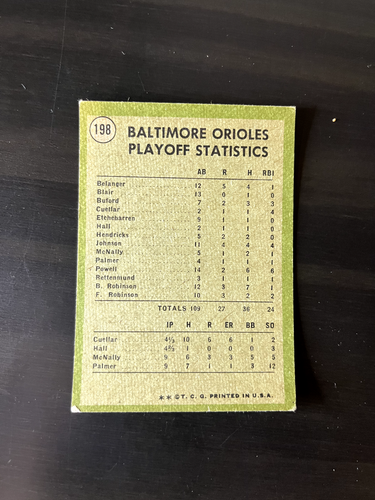 198
BALTIMORE ORIOLES
PLAYOFF STATISTICS
AB R H RBI
Belanger 12 5 4 1
Blair 13 0 1 0
Buford 7 2 3 3
Cuellar 2 1 1 4
Etchebarren 9 1 1 0
Hall 2 1 1 0
Hendricks 5 2 2 0
Johnson 11 4 4 4
McNally 5 1 2 1
Palmer 4 1 1 0
Powell 14 2 6 6
Rettenmund 3 1 1 1
B. Robinson 12 3 7 1
F. Robinson 10 3 2 2
TOTALS 109 27 36 24
IP H R ER BB SO
Cuellar 4⅓ 10 6 6 1 2
Hall 4⅔ 1 0 0 0 3
McNally 9 6 3 3 5 5
Palmer 9 7 1 1 3 12
** © T. C. G. PRINTED IN U.S.A.